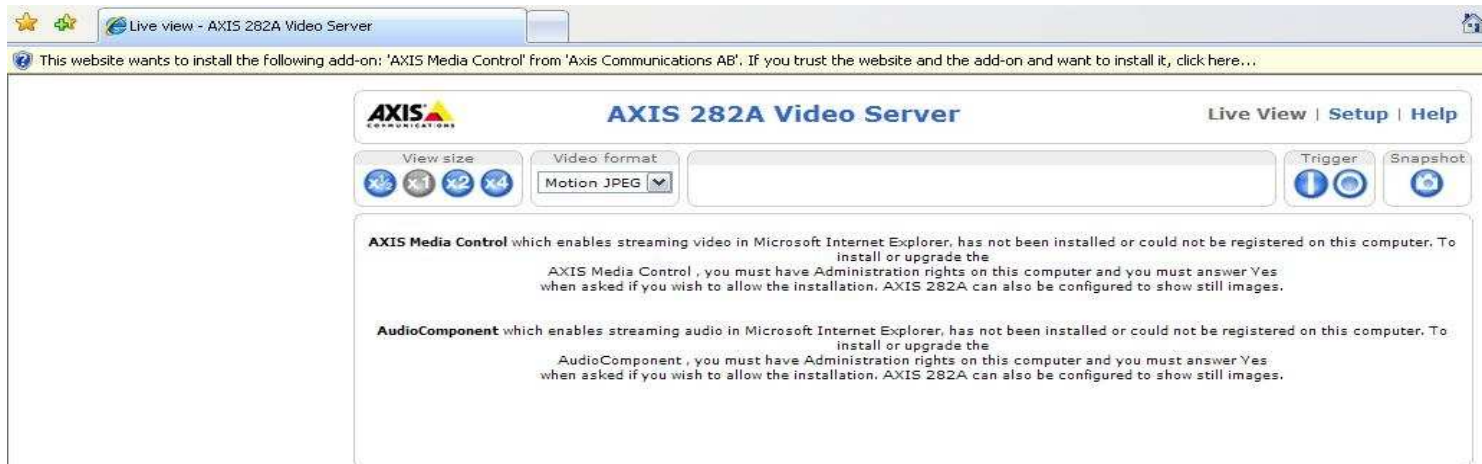 Live view - AXIS 282A Video Server
This website wants to install the following add-on: 'AXIS Media Control' from 'Axis Communications AB'. If you trust the website and the add-on and want to install it, click here...
AXIS
COMMUNICATIONS
AXIS 282A Video Server
Live View | Setup | Help
View size
Video format
Trigger
Snapshot
x½ x1 x2 x4
Motion JPEG
AXIS Media Control which enables streaming video in Microsoft Internet Explorer, has not been installed or could not be registered on this computer. To
install or upgrade the
AXIS Media Control , you must have Administration rights on this computer and you must answer Yes
when asked if you wish to allow the installation. AXIS 282A can also be configured to show still images.
AudioComponent which enables streaming audio in Microsoft Internet Explorer, has not been installed or could not be registered on this computer. To
install or upgrade the
AudioComponent , you must have Administration rights on this computer and you must answer Yes
when asked if you wish to allow the installation. AXIS 282A can also be configured to show still images.